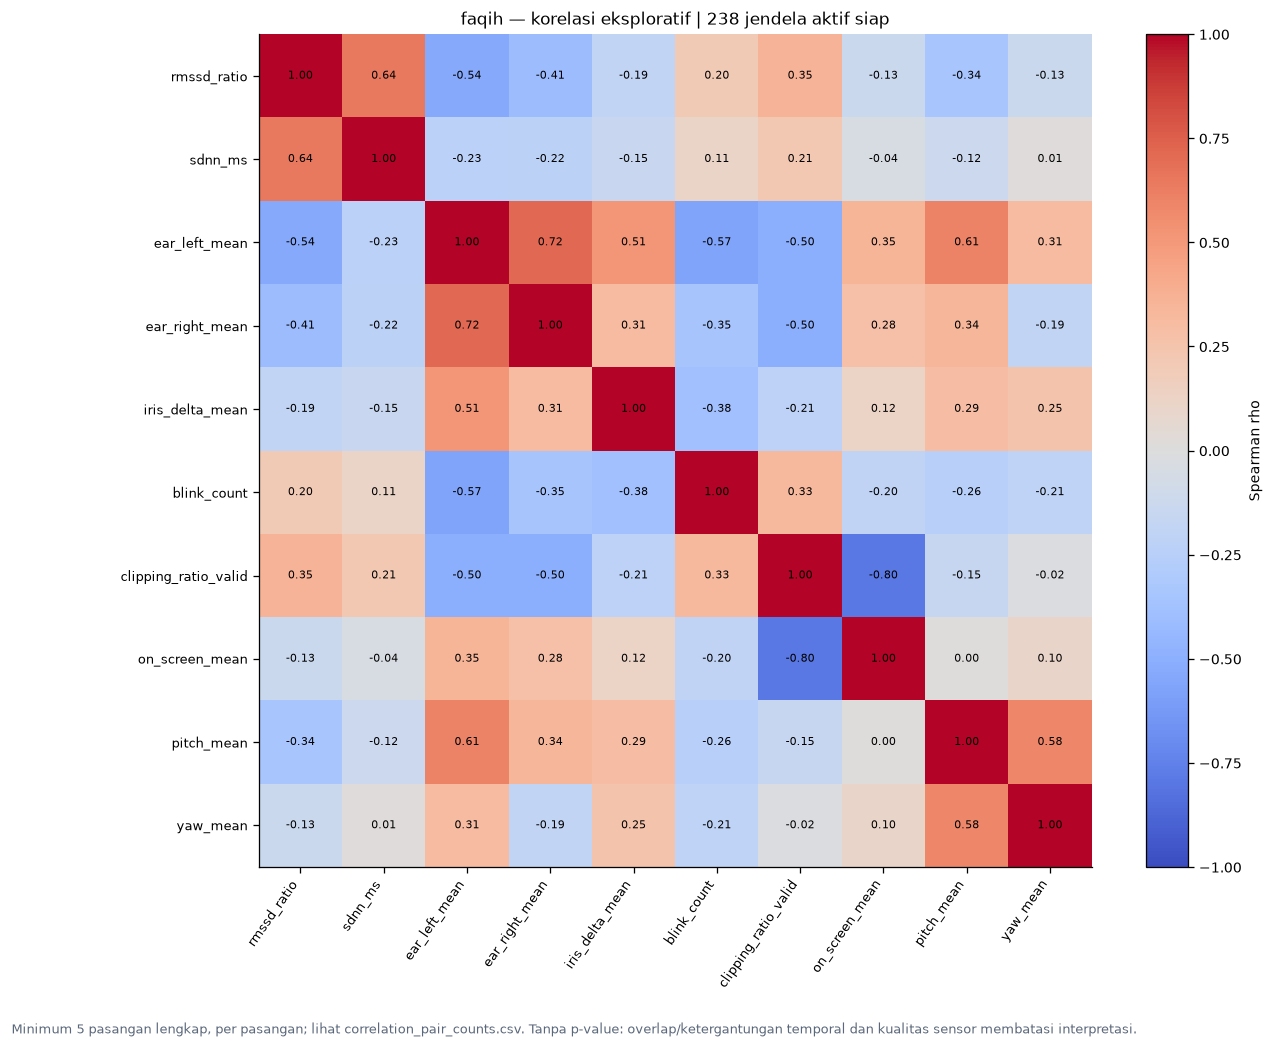 faqih — korelasi eksploratif | 238 jendela aktif siap
rmssd_ratio 1.00 0.64 -0.54 -0.41 -0.19 0.20 0.35 -0.13 -0.34 -0.13
sdnn_ms 0.64 1.00 -0.23 -0.22 -0.15 0.11 0.21 -0.04 -0.12 0.01
ear_left_mean -0.54 -0.23 1.00 0.72 0.51 -0.57 -0.50 0.35 0.61 0.31
ear_right_mean -0.41 -0.22 0.72 1.00 0.31 -0.35 -0.50 0.28 0.34 -0.19
iris_delta_mean -0.19 -0.15 0.51 0.31 1.00 -0.38 -0.21 0.12 0.29 0.25
blink_count 0.20 0.11 -0.57 -0.35 -0.38 1.00 0.33 -0.20 -0.26 -0.21
clipping_ratio_valid 0.35 0.21 -0.50 -0.50 -0.21 0.33 1.00 -0.80 -0.15 -0.02
on_screen_mean -0.13 -0.04 0.35 0.28 0.12 -0.20 -0.80 1.00 0.00 0.10
pitch_mean -0.34 -0.12 0.61 0.34 0.29 -0.26 -0.15 0.00 1.00 0.58
yaw_mean -0.13 0.01 0.31 -0.19 0.25 -0.21 -0.02 0.10 0.58 1.00
rmssd_ratio
sdnn_ms
ear_left_mean
ear_right_mean
iris_delta_mean
blink_count
clipping_ratio_valid
on_screen_mean
pitch_mean
yaw_mean
1.00
0.75
0.50
0.25
0.00
−0.25
−0.50
−0.75
−1.00
Spearman rho
Minimum 5 pasangan lengkap, per pasangan; lihat correlation_pair_counts.csv. Tanpa p-value: overlap/ketergantungan temporal dan kualitas sensor membatasi interpretasi.